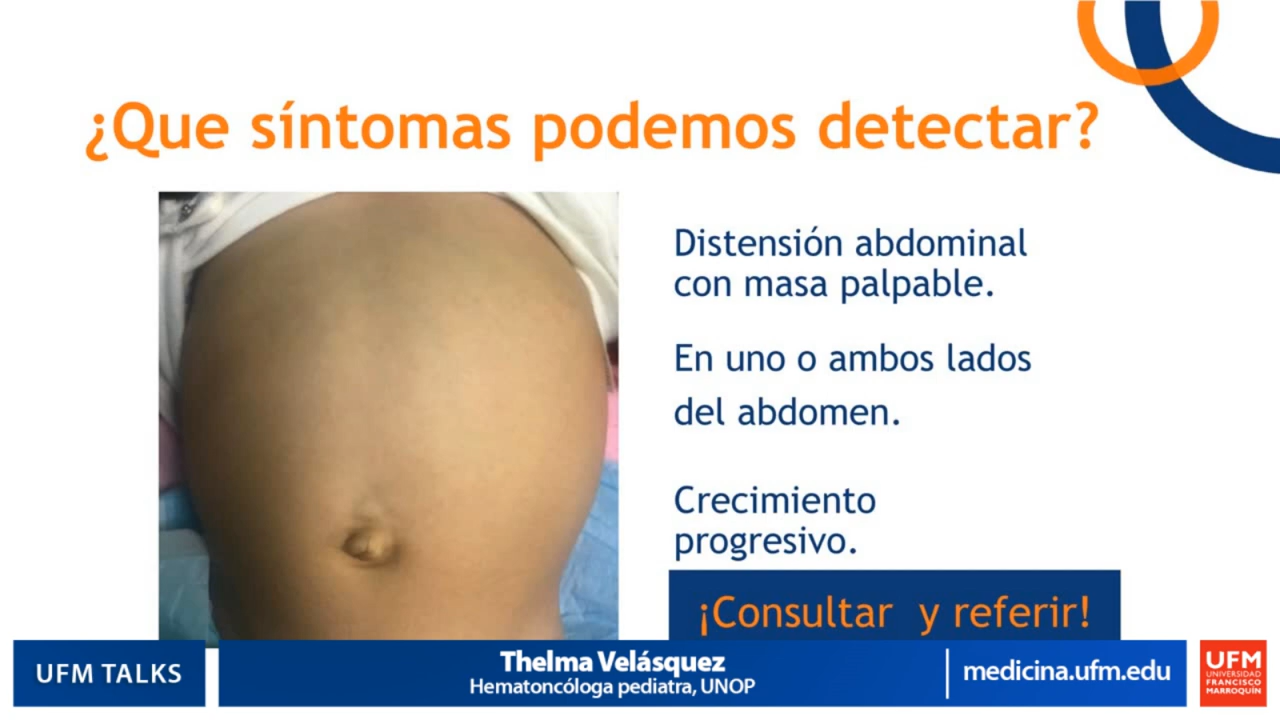 ¿Que síntomas podemos detectar?
Distensión abdominal
con masa palpable.
En uno o ambos lados
del abdomen.
Crecimiento
progresivo.
¡Consultar y referir!
UFM TALKS
Thelma Velásquez
Hematoncóloga pediatra, UNOP
medicina.ufm.edu
UFM
UNIVERSIDAD
FRANCISCO
MARROQUÍN